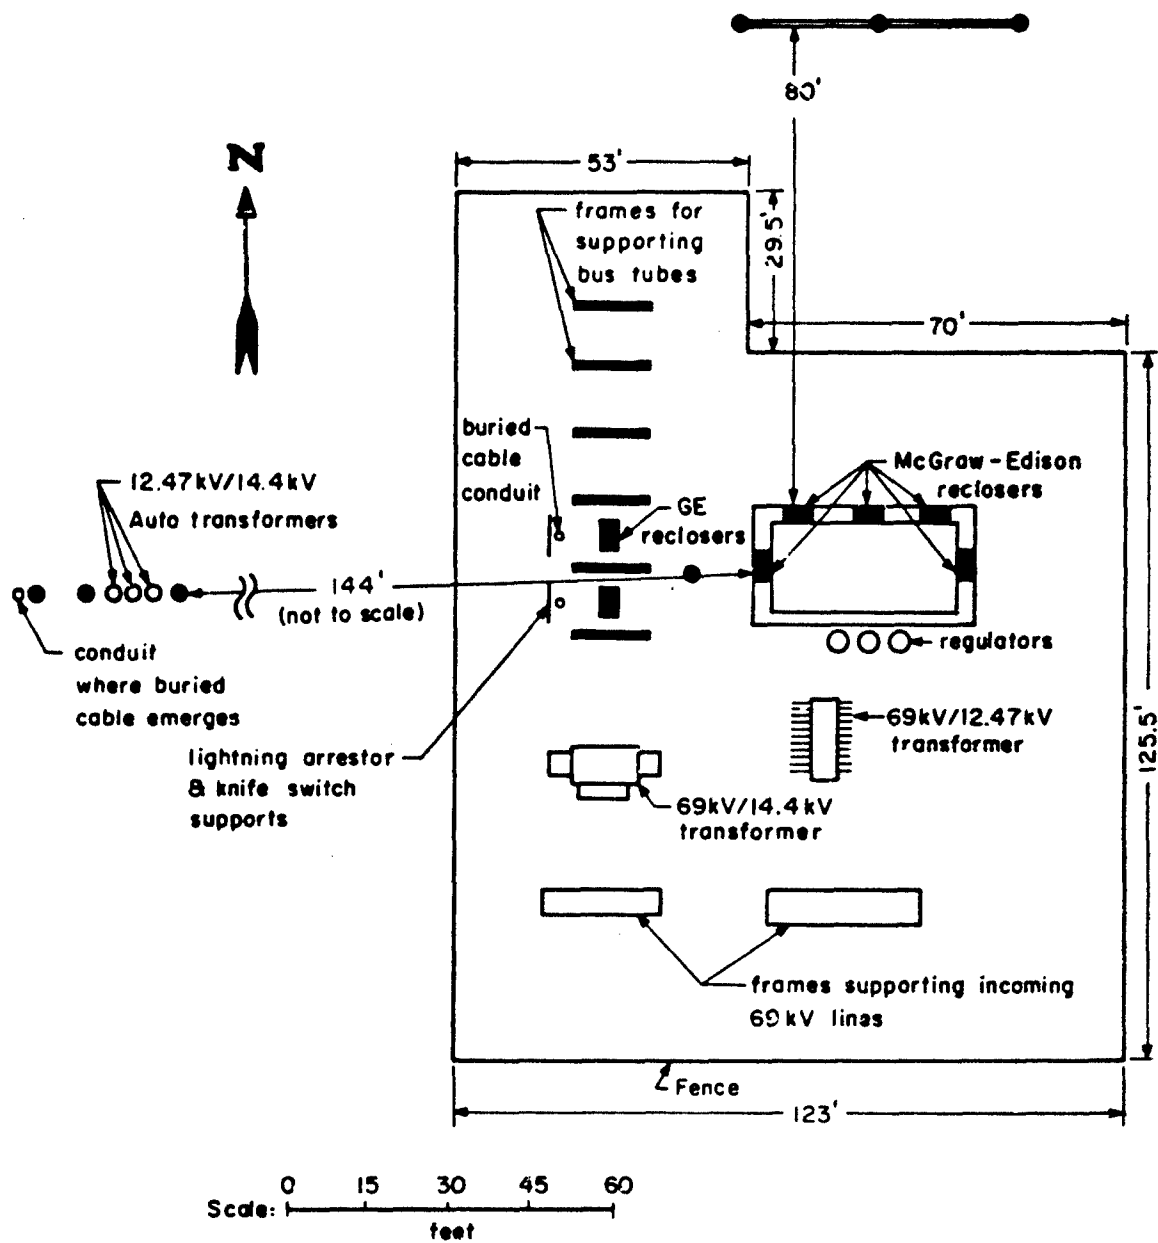 80'
N
53'
frames for
supporting
bus tubes
29.5'
70'
buried
cable
conduit
McGraw-Edison
reclosers
12.47kV/14.4kV
Auto transformers
GE
reclosers
144'
(not to scale)
conduit
where buried
cable emerges
regulators
69kV/12.47kV
transformer
125.5'
lightning arrestor
& knife switch
supports
69kV/14.4kV
transformer
frames supporting incoming
69kV lines
Fence
123'
0 15 30 45 60
Scale:
feet